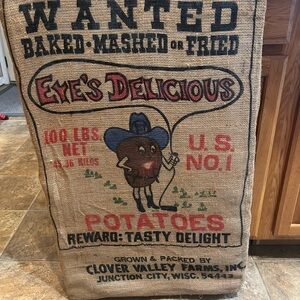 WANTED
BAKED • MASHED OR FRIED
EYE'S DELICIOUS
100 LBS.
NET
45.36 KILOS
U.S.
NO.1
POTATOES
REWARD: TASTY DELIGHT
GROWN & PACKED BY
CLOVER VALLEY FARMS, INC
JUNCTION CITY, WISC. 54443